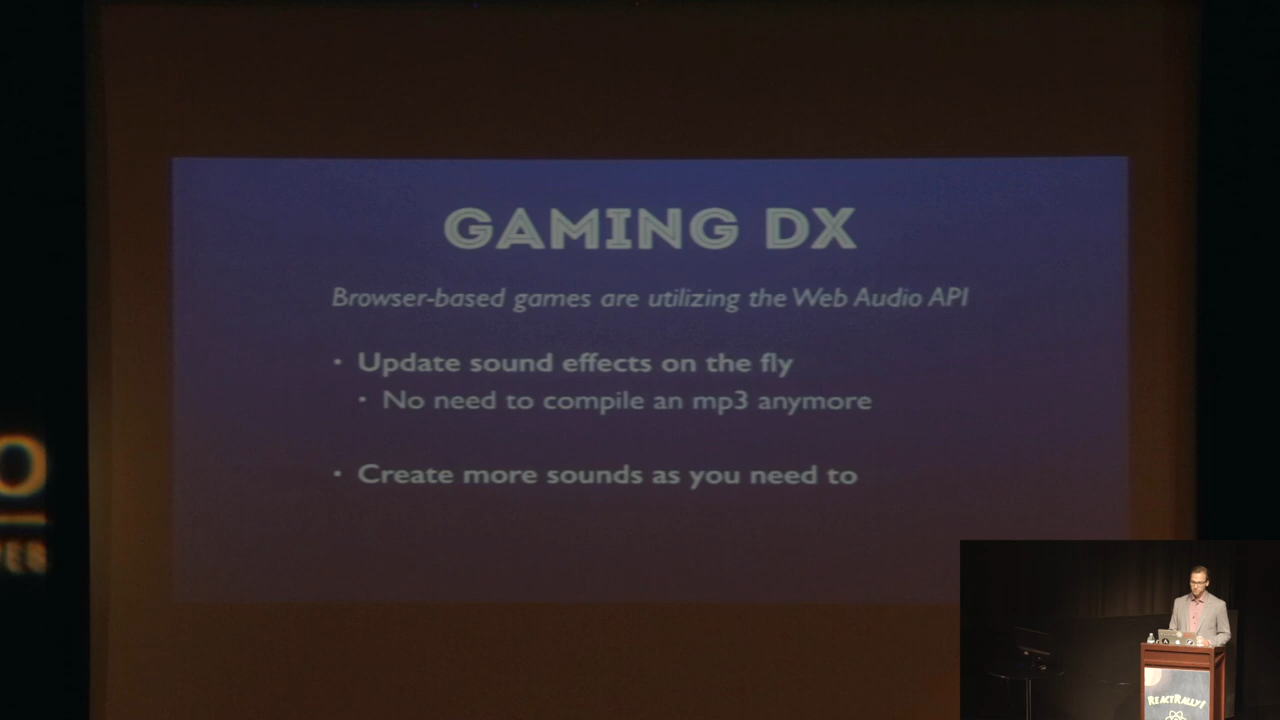 GAMING DX
Browser-based games are utilizing the Web Audio API
• Update sound effects on the fly
• No need to compile an mp3 anymore
• Create more sounds as you need to
REACTRALLY!